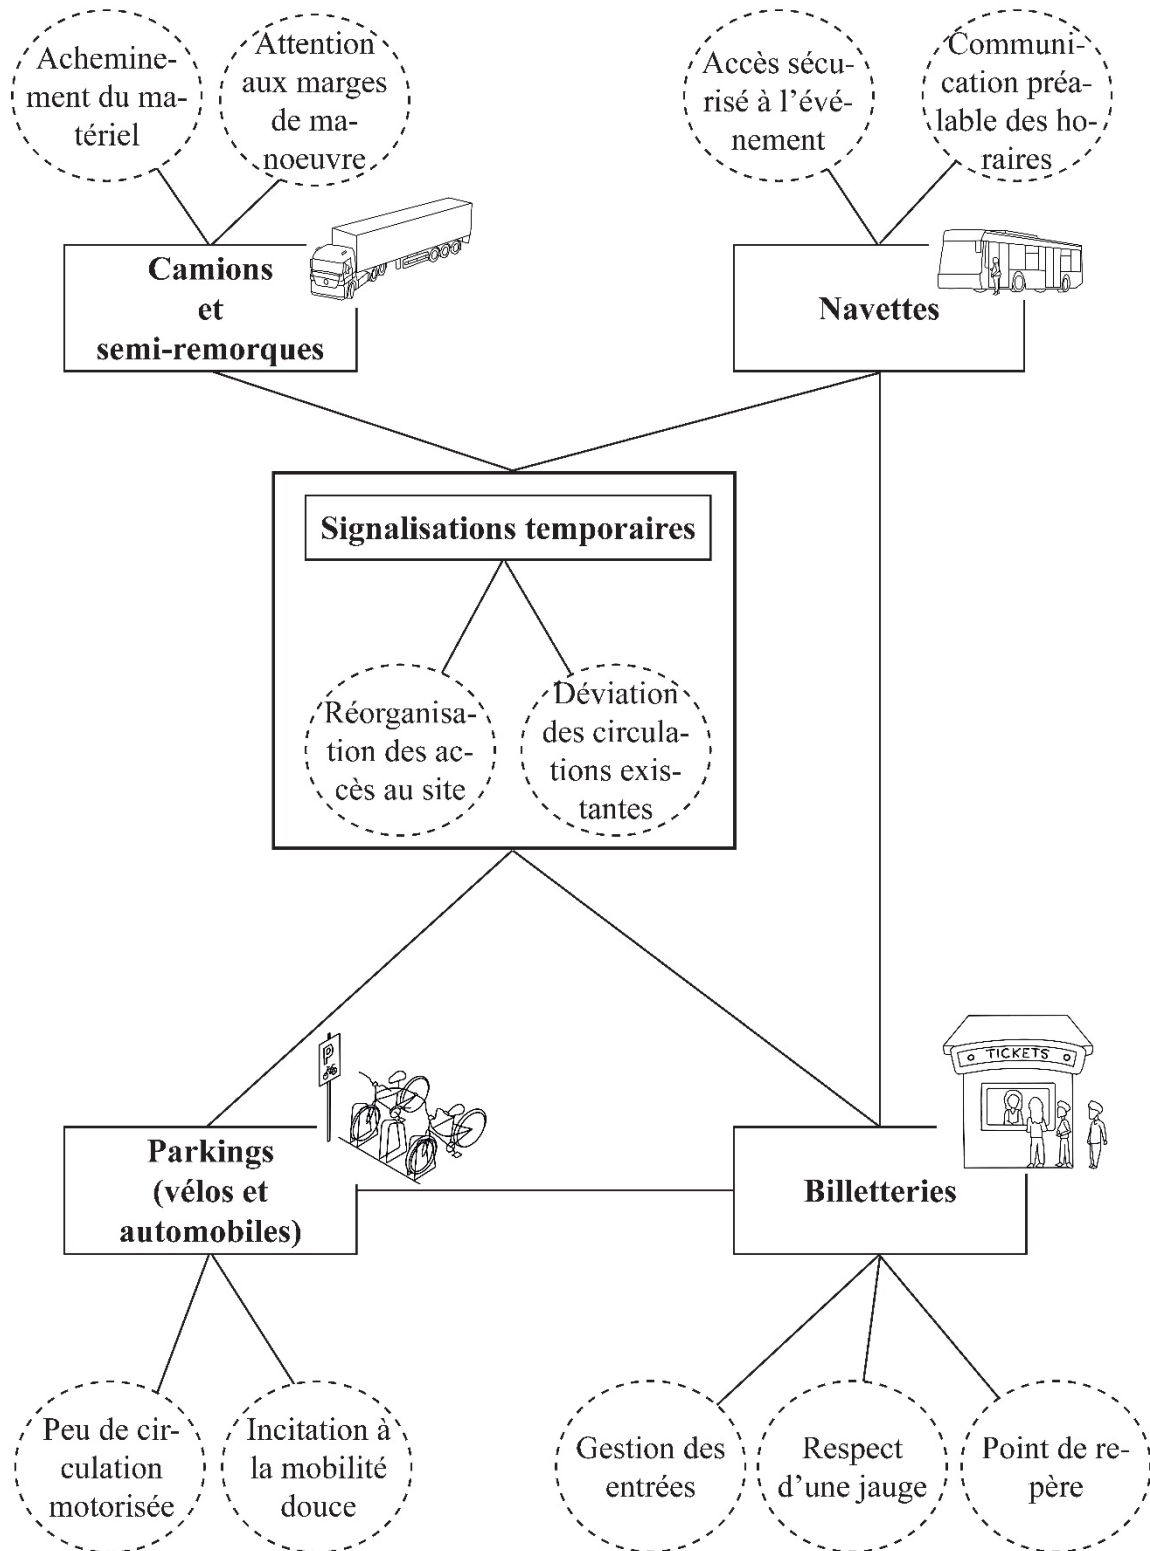 Achemine-
ment du ma-
tériel
Attention
aux marges
de ma-
noeuvre
Accès sécu-
risé à l'évé-
nement
Communi-
cation préa-
lable des ho-
raires
Camions
et
semi-remorques
Navettes
Signalisations temporaires
Réorganisa-
tion des ac-
cès au site
Déviation
des circula-
tions exis-
tantes
P
TICKETS
Parkings
(vélos et
automobiles)
Billetteries
Peu de cir-
culation
motorisée
Incitation à
la mobilité
douce
Gestion des
entrées
Respect
d'une jauge
Point de re-
père